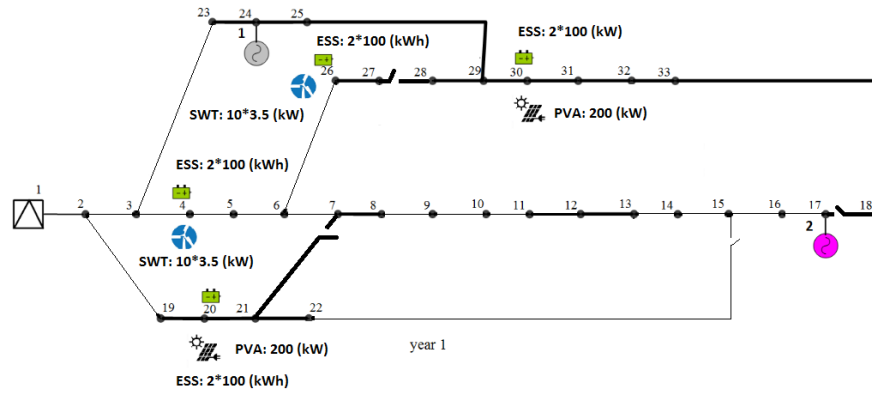 23 24 25
1
ESS: 2*100 (kWh)
ESS: 2*100 (kW)
26 27 28 29 30 31 32 33
SWT: 10*3.5 (kW)
PVA: 200 (kW)
ESS: 2*100 (kWh)
1 2 3 4 5 6 7 8 9 10 11 12 13 14 15 16 17 18
2
SWT: 10*3.5 (kW)
19 20 21 22
PVA: 200 (kW)
year 1
ESS: 2*100 (kWh)